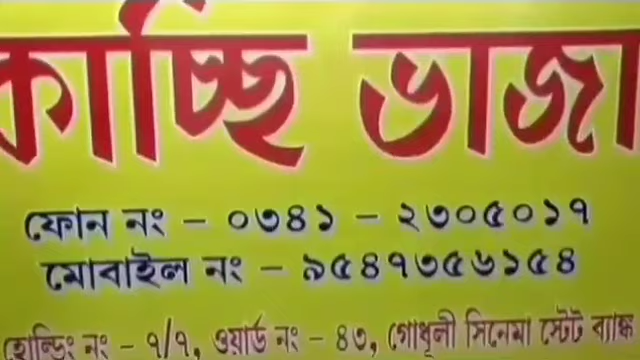 কাচ্ছি ভাজা
ফোন নং - ০৩৪১ - ২৩০৫০১৭
মোবাইল নং - ৯৫৪৭৩৫৬১৫৪
হোল্ডিং নং - ৭/৭, ওয়ার্ড নং - ৪৩, গোধূলী সিনেমা স্টেট ব্যাঙ্ক